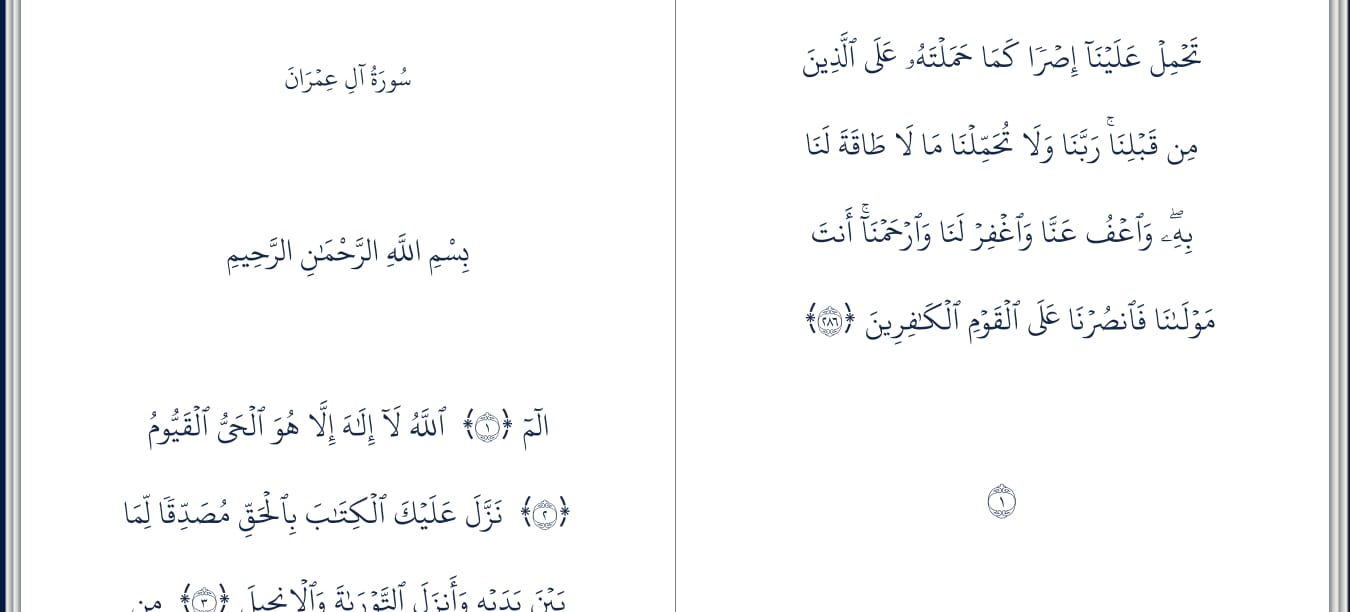 تَحْمِلْ عَلَيْنَآ إِصْرًا كَمَا حَمَلْتَهُۥ عَلَى ٱلَّذِينَ
مِن قَبْلِنَا ۚ رَبَّنَا وَلَا تُحَمِّلْنَا مَا لَا طَاقَةَ لَنَا
بِهِۦ ۖ وَٱعْفُ عَنَّا وَٱغْفِرْ لَنَا وَٱرْحَمْنَآ ۚ أَنتَ
مَوْلَىٰنَا فَٱنصُرْنَا عَلَى ٱلْقَوْمِ ٱلْكَـٰفِرِينَ ﴿٢٨٦﴾
١
سُورَةُ آلِ عِمْرَانَ
بِسْمِ اللَّهِ الرَّحْمَـٰنِ الرَّحِيمِ
الٓمٓ ﴿١﴾ ٱللَّهُ لَآ إِلَـٰهَ إِلَّا هُوَ ٱلْحَىُّ ٱلْقَيُّومُ
﴿٢﴾ نَزَّلَ عَلَيْكَ ٱلْكِتَـٰبَ بِٱلْحَقِّ مُصَدِّقًا لِّمَا
بَيْنَ يَدَيْهِ وَأَنزَلَ ٱلتَّوْرَىٰةَ وَٱلْإِنجِيلَ ﴿٣﴾ مِن